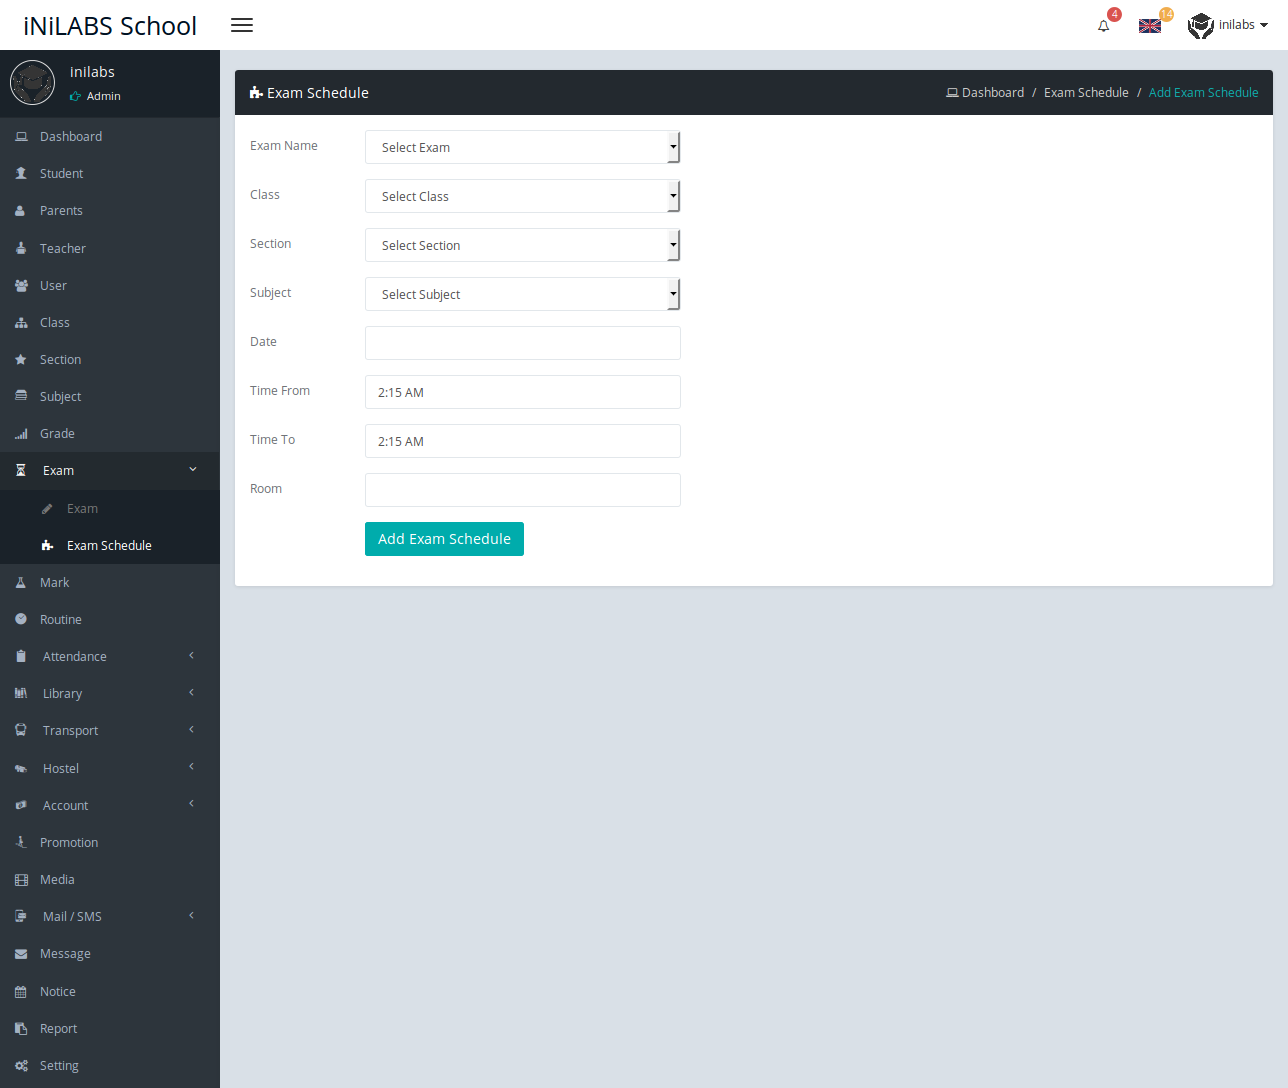 iNiLABS School
4
14
inilabs
inilabs
Admin
Dashboard
Student
Parents
Teacher
User
Class
Section
Subject
Grade
Exam
Exam
Exam Schedule
Mark
Routine
Attendance
Library
Transport
Hostel
Account
Promotion
Media
Mail / SMS
Message
Notice
Report
Setting
Exam Schedule
Dashboard / Exam Schedule / Add Exam Schedule
Exam Name Select Exam
Class Select Class
Section Select Section
Subject Select Subject
Date
Time From 2:15 AM
Time To 2:15 AM
Room
Add Exam Schedule